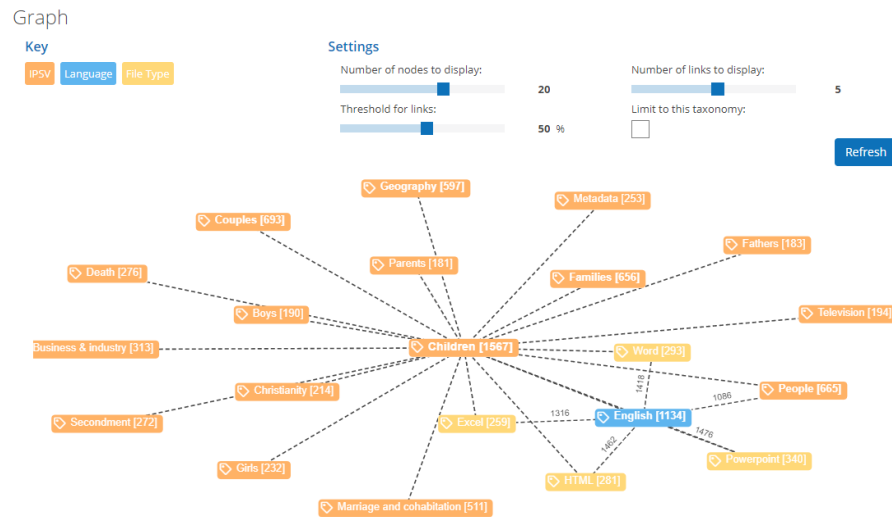 Graph
Key
Settings
IPSV
Language
File Type
Number of nodes to display:
20
Number of links to display:
5
Threshold for links:
50 %
Limit to this taxonomy:
Refresh
Geography [597]
Metadata [253]
Couples [693]
Fathers [183]
Parents [181]
Death [276]
Families [656]
Boys [190]
Television [194]
Business & industry [313]
Children [1567]
Word [293]
1418
Christianity [214]
People [665]
1086
Secondment [272]
Excel [259]
1316
English [1134]
1476
1462
Girls [232]
Powerpoint [340]
HTML [281]
Marriage and cohabitation [511]